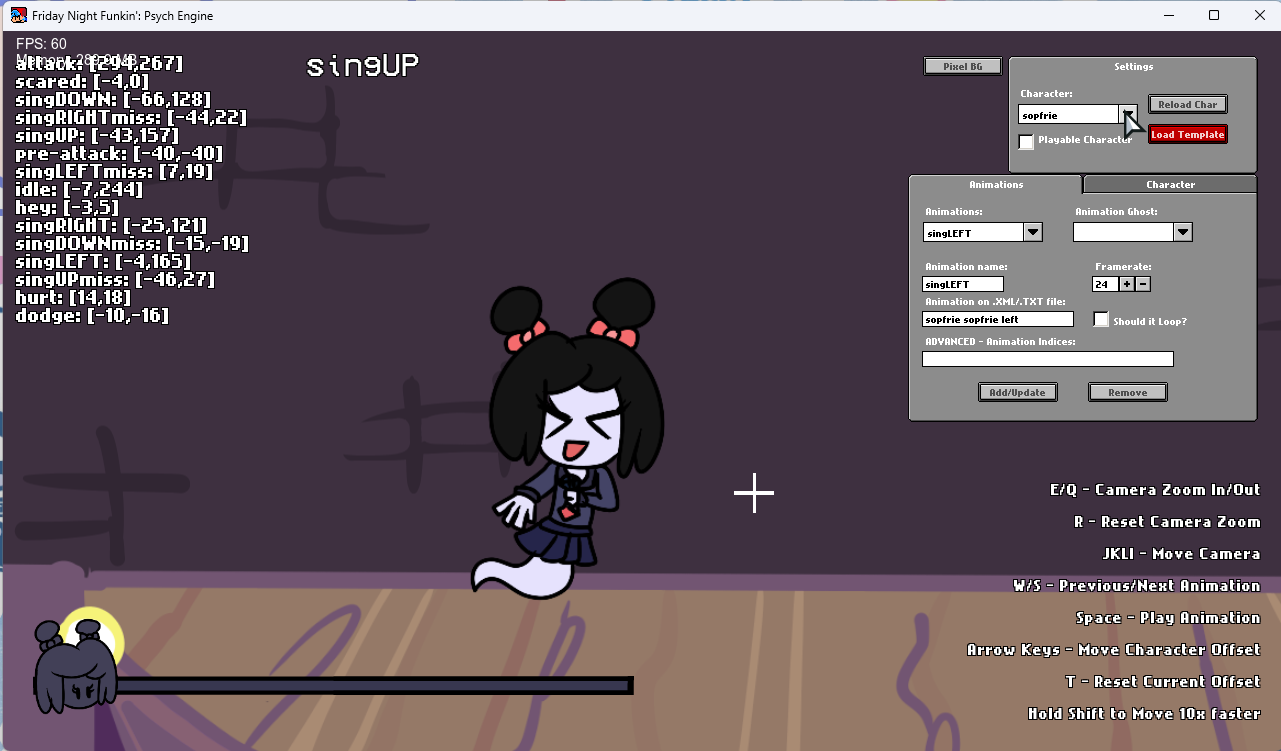 Friday Night Funkin': Psych Engine
FPS: 60
Memory: 289.9 MB
attack: [294,267]
scared: [-4,0]
singDOWN: [-66,128]
singRIGHTmiss: [-44,22]
singUP: [-43,157]
pre-attack: [-40,-40]
singLEFTmiss: [7,19]
idle: [-7,244]
hey: [-3,5]
singRIGHT: [-25,121]
singDOWNmiss: [-15,-19]
singLEFT: [-4,165]
singUPmiss: [-46,27]
hurt: [14,18]
dodge: [-10,-16]
singUP
Pixel BG
Settings
Character:
sopfrie
Reload Char
Playable Character
Load Template
Animations
Character
Animations:
Animation Ghost:
singLEFT
Animation name:
Framerate:
singLEFT
24 + -
Animation on .XML/.TXT file:
sopfrie sopfrie left
Should it Loop?
ADVANCED - Animation Indices:
Add/Update
Remove
E/Q - Camera Zoom In/Out
R - Reset Camera Zoom
JKLI - Move Camera
W/S - Previous/Next Animation
Space - Play Animation
Arrow Keys - Move Character Offset
T - Reset Current Offset
Hold Shift to Move 10x faster